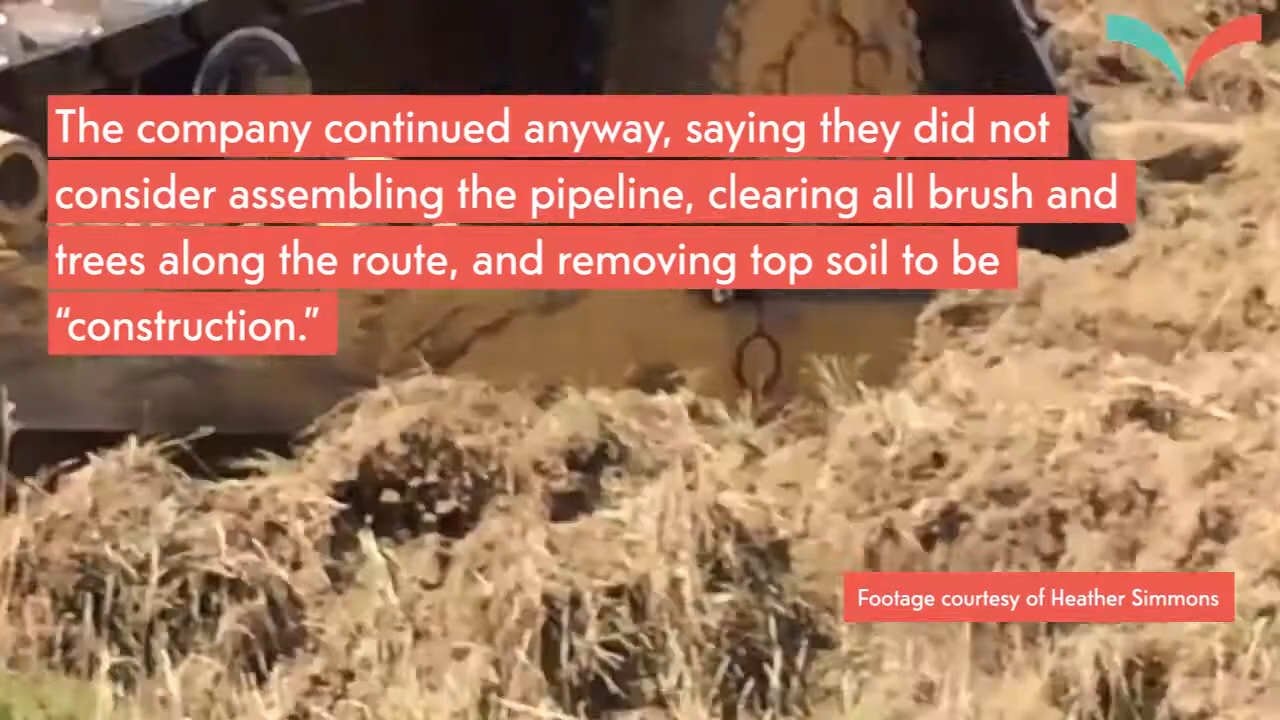 The company continued anyway, saying they did not
consider assembling the pipeline, clearing all brush and
trees along the route, and removing top soil to be
“construction.”
Footage courtesy of Heather Simmons